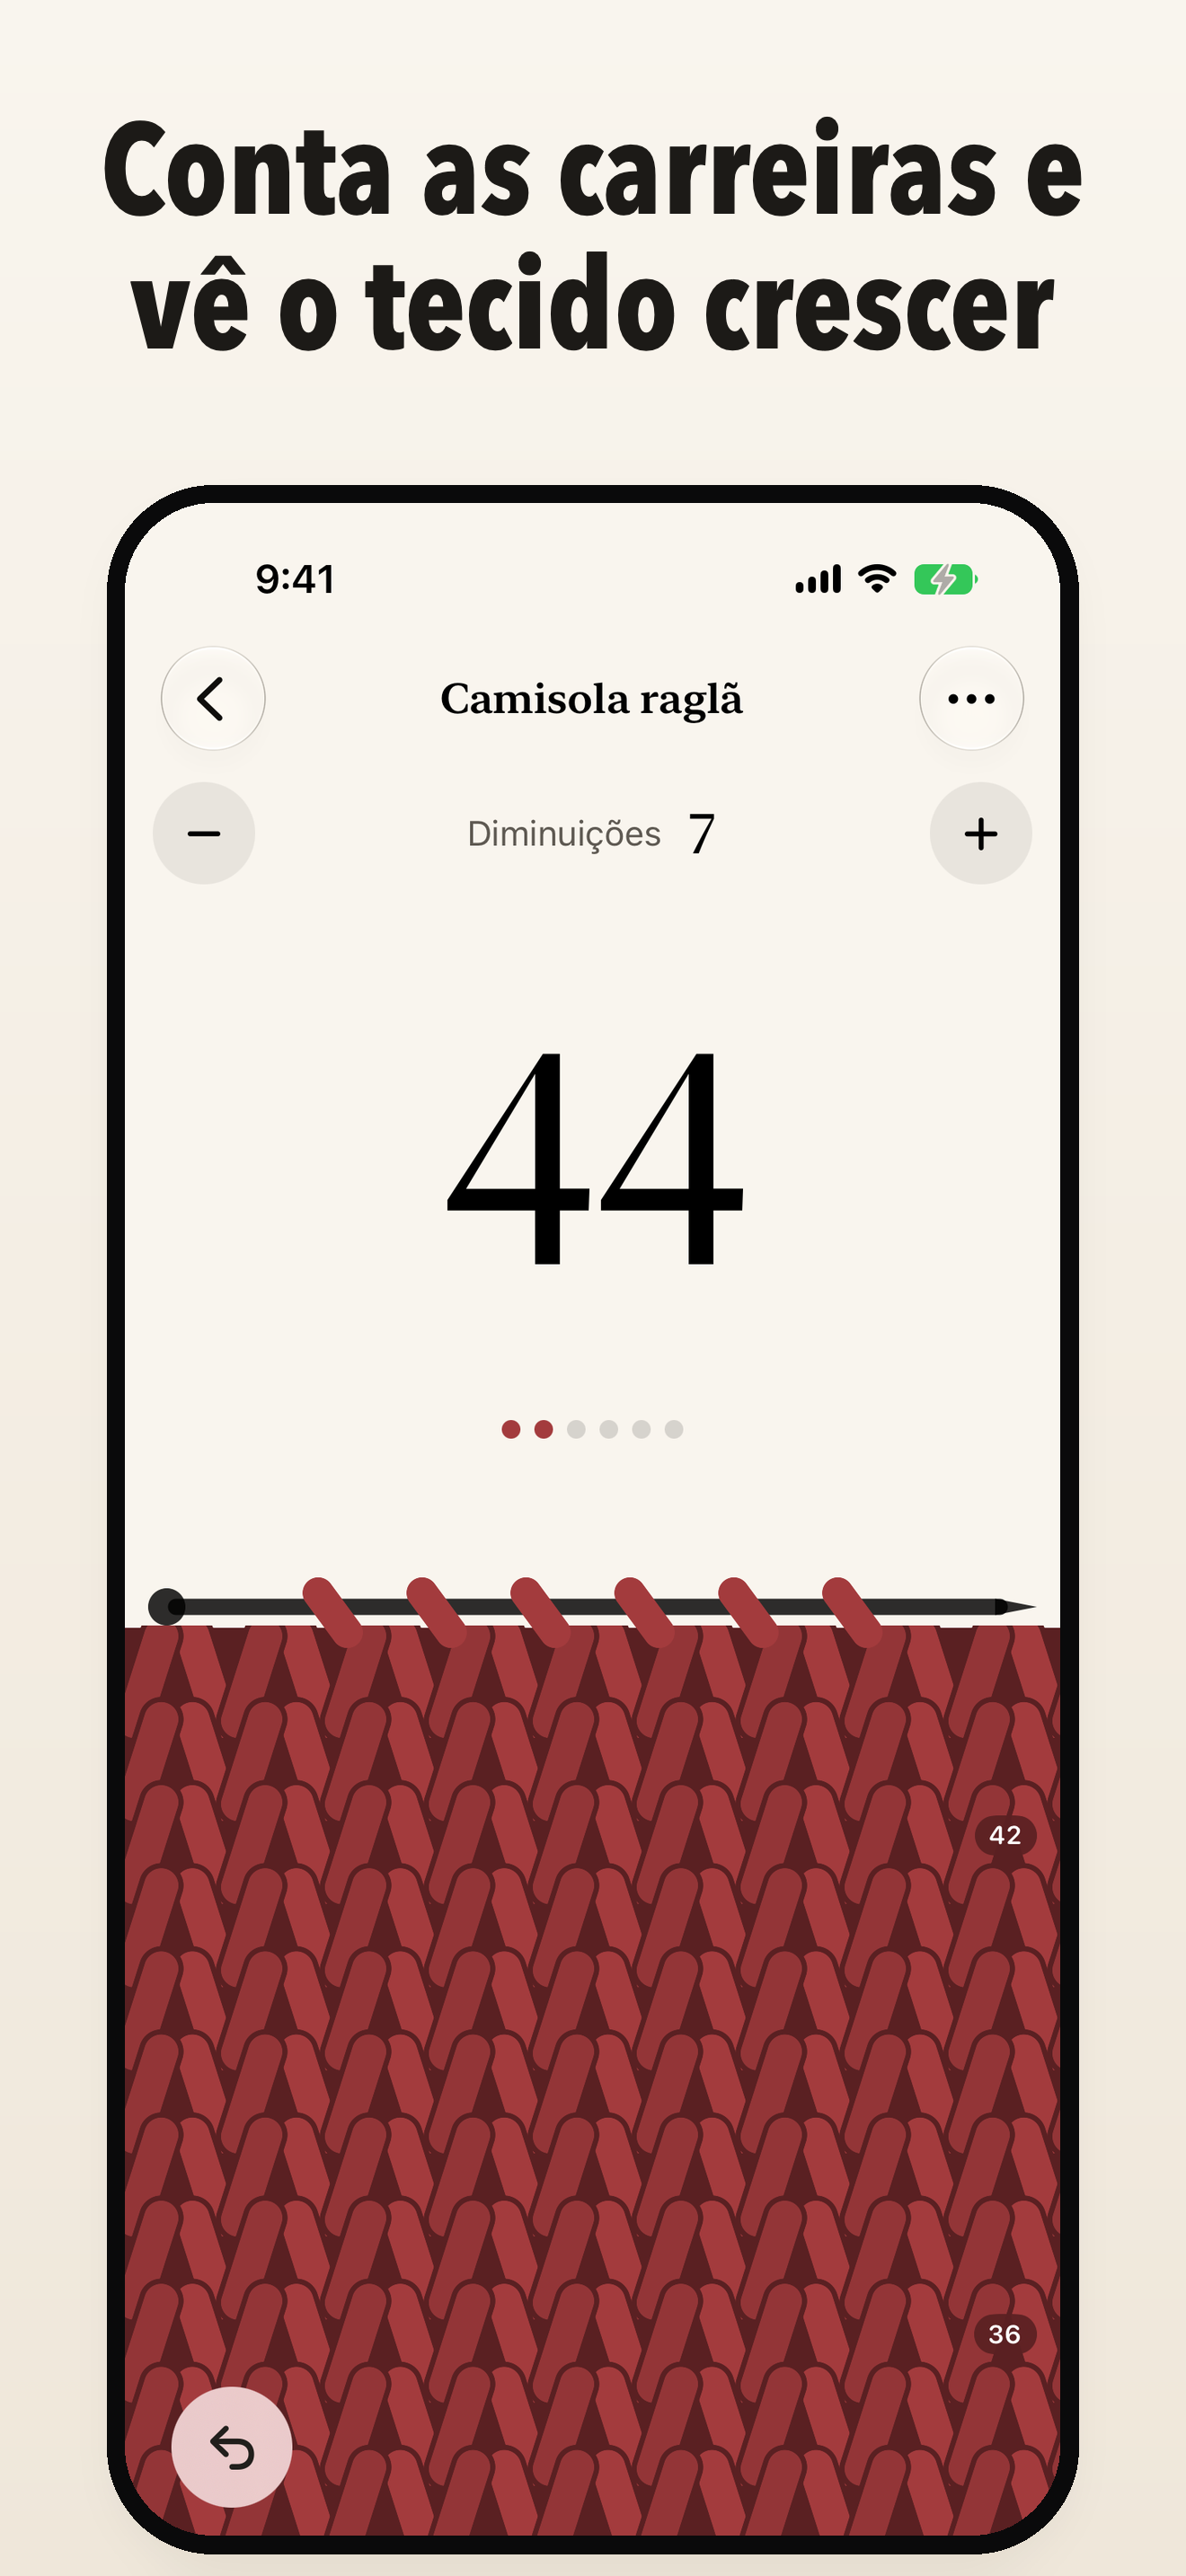 Conta as carreiras e
vê o tecido crescer
9:41
Camisola raglã
Diminuições 7
44
42
36